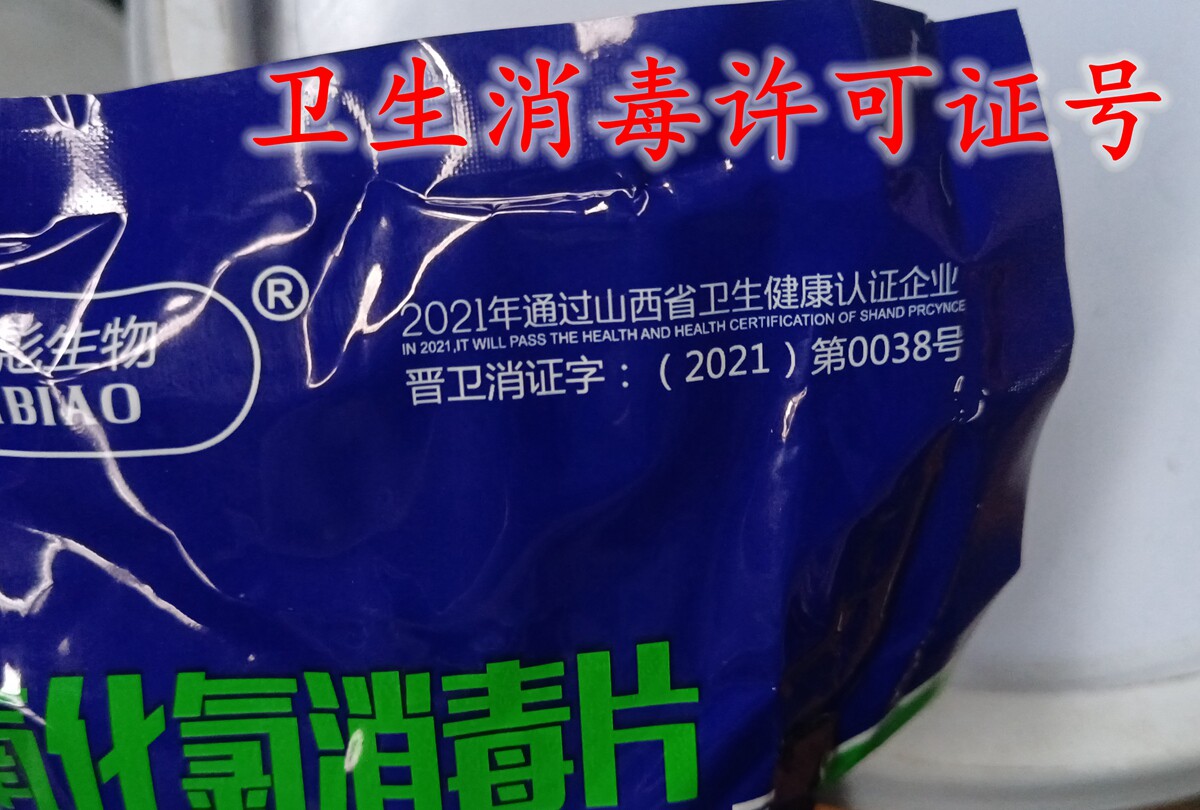 卫生消毒许可证号
®
彪生物
BIAO
2021年通过山西省卫生健康认证企业
IN 2021 ,IT WILL PASS THE HEALTH AND HEALTH CERTIFICATION OF SHAND PRCYNCE
晋卫消证字：（2021）第0038号
氧化氯消毒片